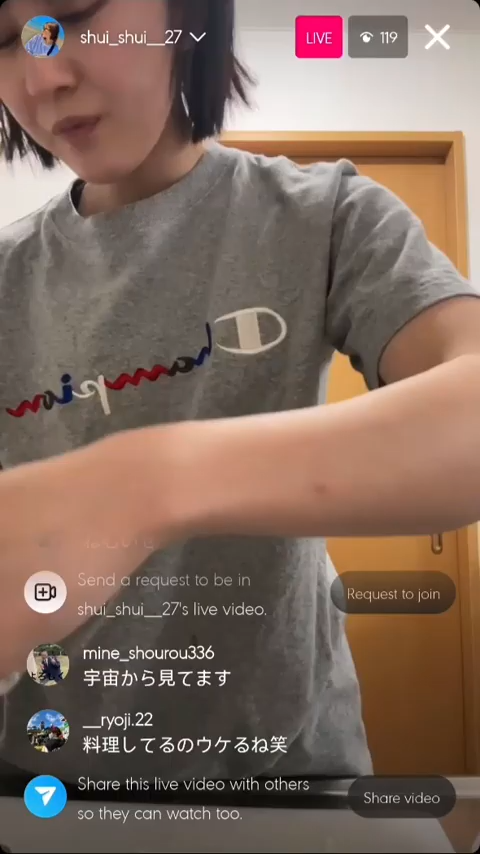 shui_shui__27
LIVE
119
Champion
Send a request to be in
shui_shui__27's live video.
Request to join
mine_shourou336
宇宙から見てます
__ryoji.22
料理してるのウケるね笑
Share this live video with others
so they can watch too.
Share video